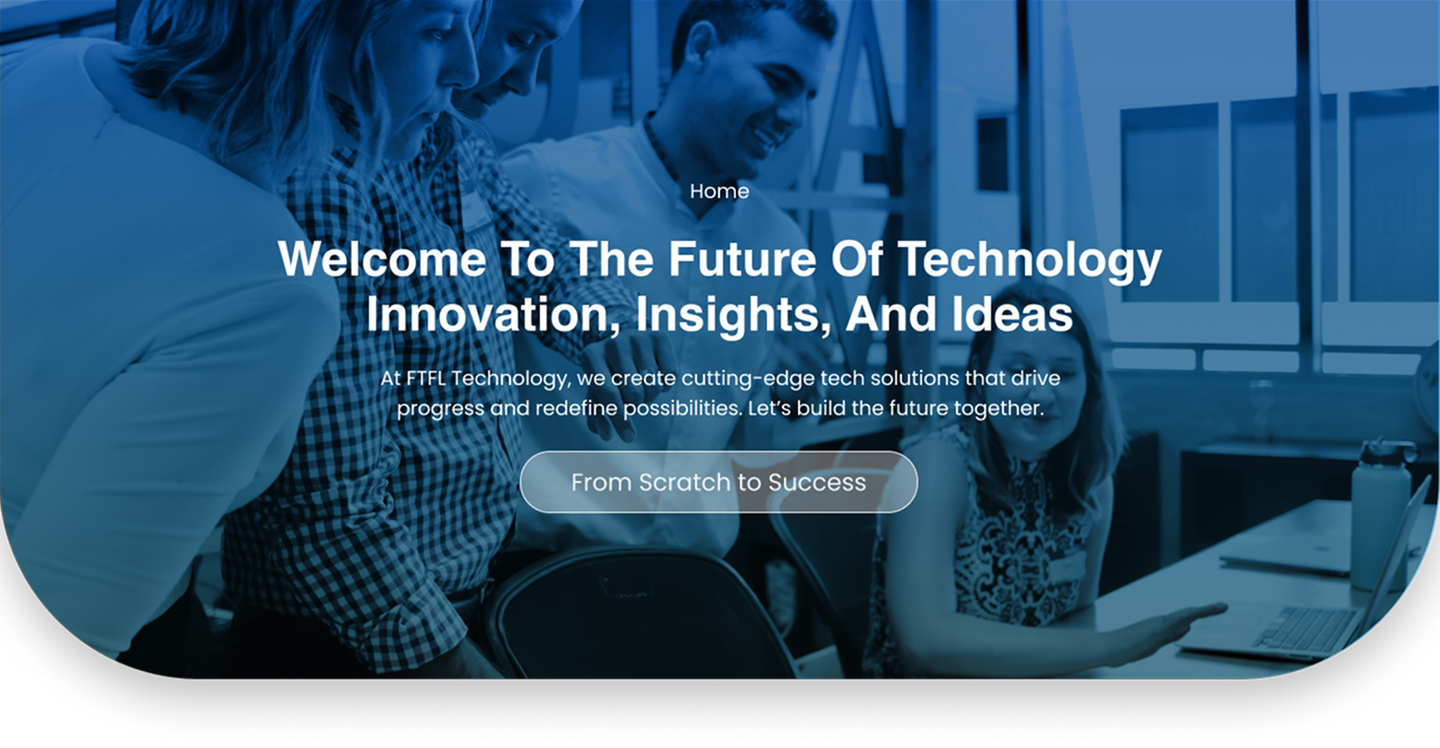 Home
Welcome To The Future Of Technology
Innovation, Insights, And Ideas
At FTFL Technology, we create cutting-edge tech solutions that drive
progress and redefine possibilities. Let’s build the future together.
From Scratch to Success